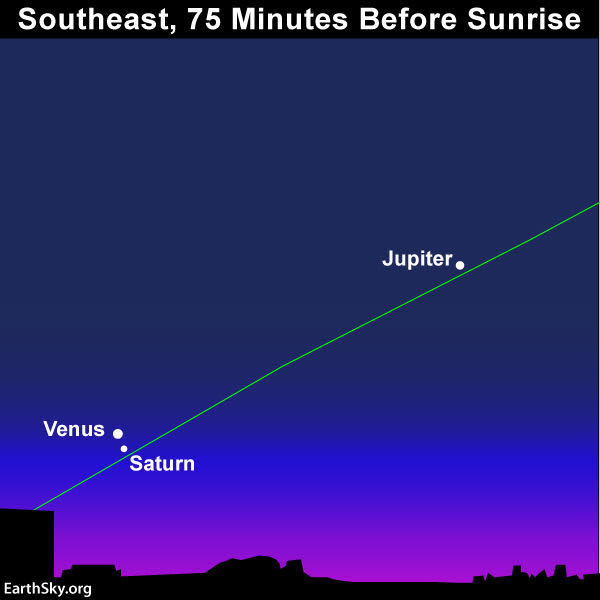 Southeast, 75 Minutes Before Sunrise
Jupiter
Venus
Saturn
EarthSky.org